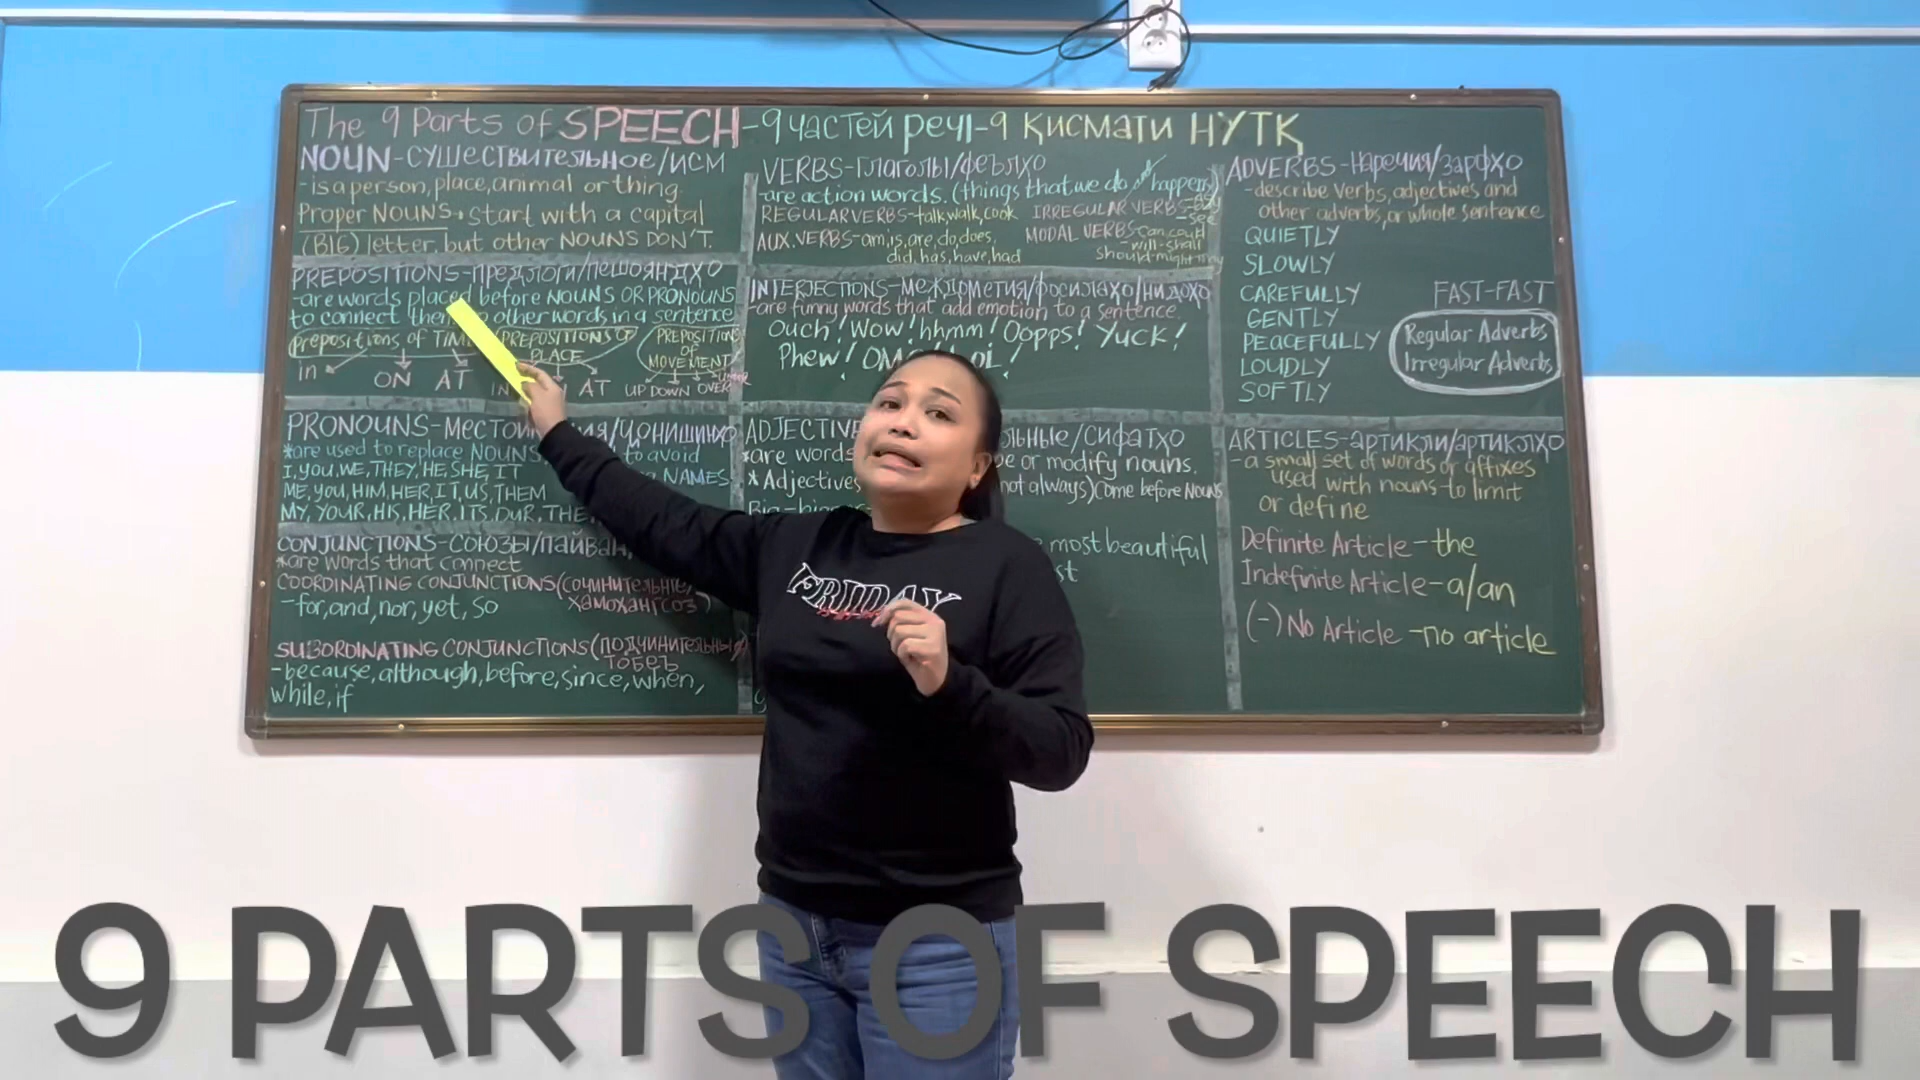 The 9 Parts of SPEECH-9 частей речi-9 Қисмати НУТҚ
NOUN-СУЩЕСТВИТЕЛЬНОЕ/ИСМ
-is a person, place, animal or thing.
Proper NOUNS→start with a capital
(BIG) letter, but other NOUNS DON'T.
PREPOSITIONS-предлоги/пешояндҳо
-are words placed before NOUNS OR PRONOUNS
to connect other words in a sentence
Prepositions of PREPOSITIONS OF PLACE
PREPOSITIONS of MOVEMENT
in ON AT IN AT UP DOWN OVER
PRONOUNS-
*are used to replace NOUNS to avoid
I, you, WE, THEY, HE, SHE, IT NAMES
ME, you, HIM, HER, IT, US, THEM
MY, YOUR, HIS, HER, ITS, OUR,
CONJUNCTIONS-СОЮЗЫ/
*are words that connect
COORDINATING CONJUNCTIONS
ҳамоҳангсоз)
-for, and, nor, yet, so
SUBORDINATING CONJUNCTIONS
тобеъ
-because, although, before, since, when,
while, if
VERBS-ГЛАГОЛЫ/феълҳо
-are action words. (things that we do happens)
REGULAR VERBS-talk, walk, cook IRREGULAR VERBS
-see
AUX. VERBS-am, is, are, do, does, MODAL VERBS-can, could
-will-shall
did, has, have, had should-might
INTERJECTIONS-междометия/
-are funny words that add emotion to a sentence.
Ouch! Wow! hhmm! Oopps! Yuck!
Phew!
ADJECTIVE /Сифатҳо
*are words or modify nouns.
*Adjectives not always) come before NOUNS
most beautiful
ADVERBS-наречия/зарфҳо
-describe verbs, adjectives and
other adverbs, or whole sentence
QUIETLY
SLOWLY
CAREFULLY FAST-FAST
GENTLY
PEACEFULLY Regular Adverbs
LOUDLY Irregular Adverbs
SOFTLY
ARTICLES-артикли/артиклҳо
-a small set of words or affixes
used with nouns to limit
or define
Definite Article-the
Indefinite Article-a/an
(-) No Article-no article
FRIDAY
9 PARTS OF SPEECH